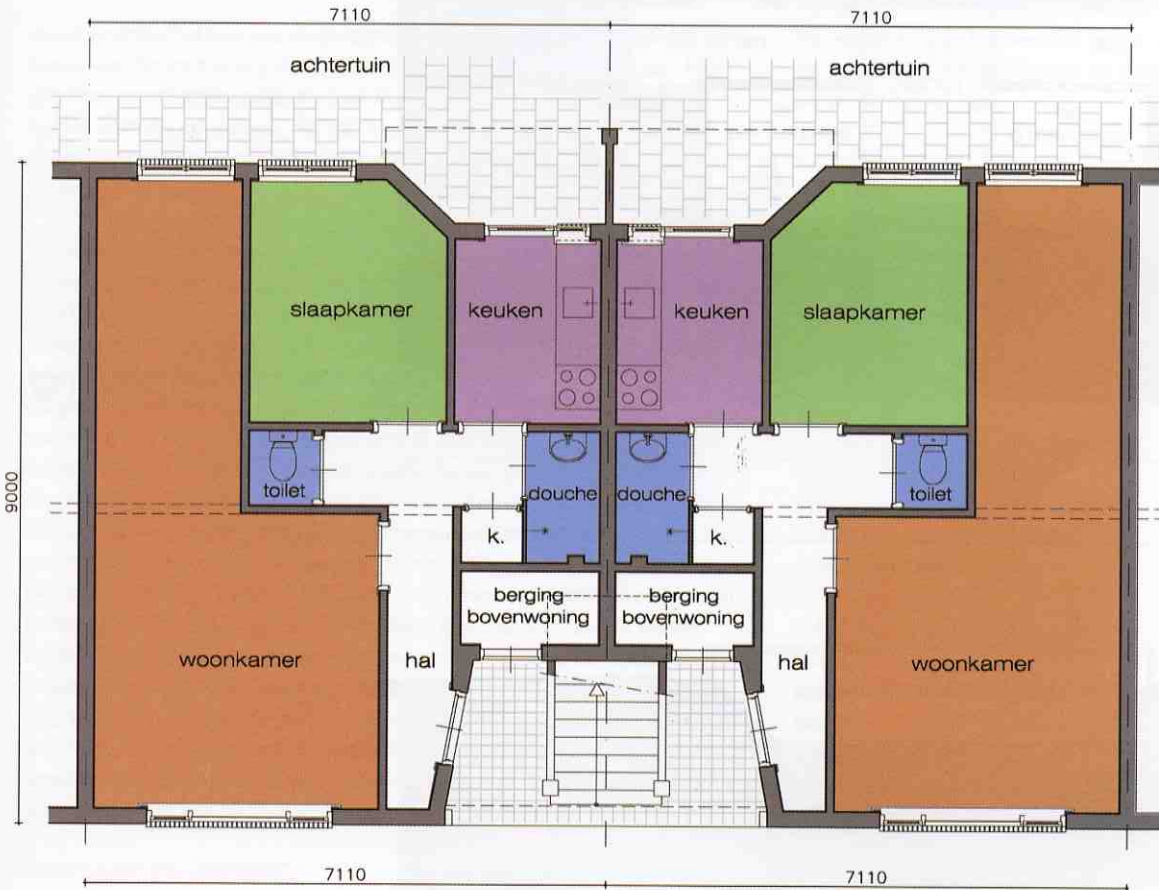 7110 7110
achtertuin achtertuin
9000
slaapkamer keuken keuken slaapkamer
toilet douche douche toilet
k. k.
berging berging
bovenwoning bovenwoning
woonkamer hal hal woonkamer
7110 7110